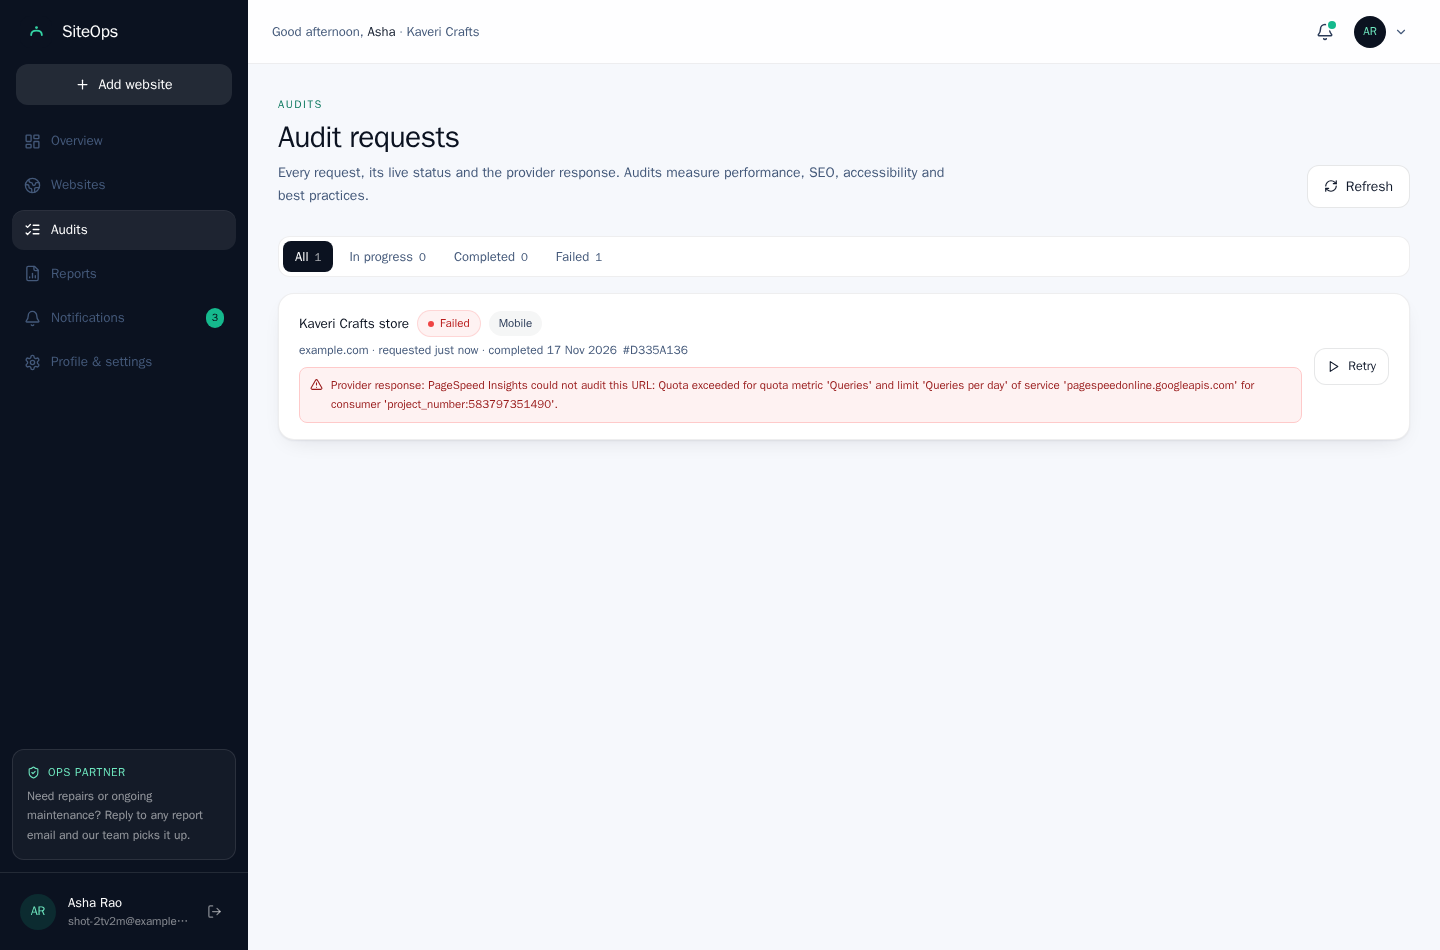 SiteOps
Add website
Overview
Websites
Audits
Reports
Notifications 3
Profile & settings
OPS PARTNER
Need repairs or ongoing
maintenance? Reply to any report
email and our team picks it up.
AR
Asha Rao
shot-2tv2m@example…
Good afternoon, Asha · Kaveri Crafts
AR
AUDITS
Audit requests
Every request, its live status and the provider response. Audits measure performance, SEO, accessibility and
best practices.
Refresh
All 1 In progress 0 Completed 0 Failed 1
Kaveri Crafts store Failed Mobile
example.com · requested just now · completed 17 Nov 2026 #D335A136
Provider response: PageSpeed Insights could not audit this URL: Quota exceeded for quota metric 'Queries' and limit 'Queries per day' of service 'pagespeedonline.googleapis.com' for
consumer 'project_number:583797351490'.
Retry